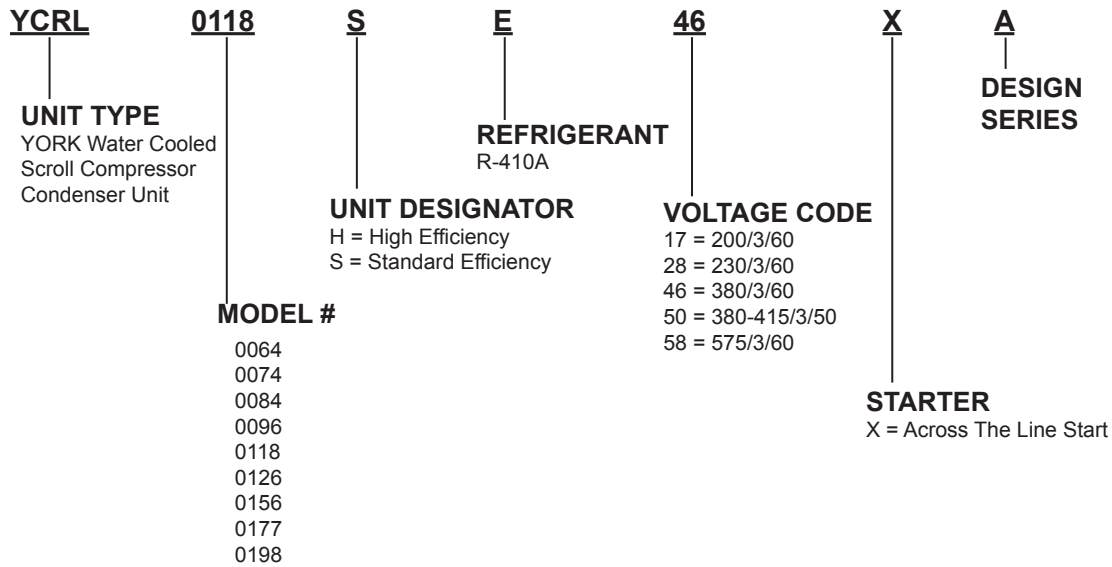 YCRL 0118 S E 46 X A
DESIGN
SERIES
UNIT TYPE
YORK Water Cooled
Scroll Compressor
Condenser Unit
REFRIGERANT
R-410A
UNIT DESIGNATOR
H = High Efficiency
S = Standard Efficiency
VOLTAGE CODE
17 = 200/3/60
28 = 230/3/60
46 = 380/3/60
50 = 380-415/3/50
58 = 575/3/60
MODEL #
0064
0074
0084
0096
0118
0126
0156
0177
0198
STARTER
X = Across The Line Start